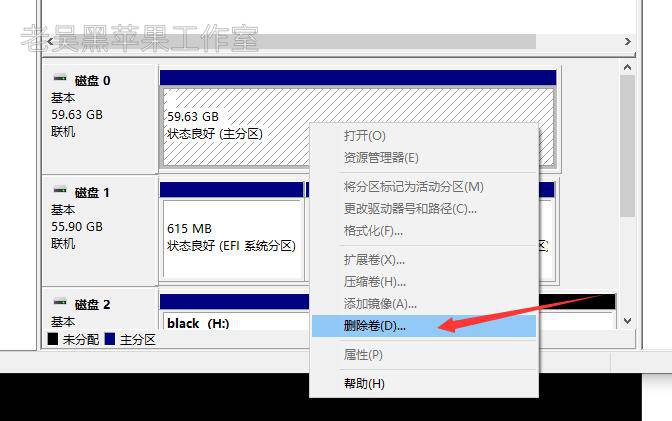 老吴黑苹果工作室
磁盘 0
基本
59.63 GB
联机
59.63 GB
状态良好 (主分区)
磁盘 1
基本
55.90 GB
联机
615 MB
状态良好 (EFI 系统分区)
区)
磁盘 2
基本
black (H:)
未分配 主分区
打开(O)
资源管理器(E)
将分区标记为活动分区(M)
更改驱动器号和路径(C)...
格式化(F)...
扩展卷(X)...
压缩卷(H)...
添加镜像(A)...
删除卷(D)...
属性(P)
帮助(H)